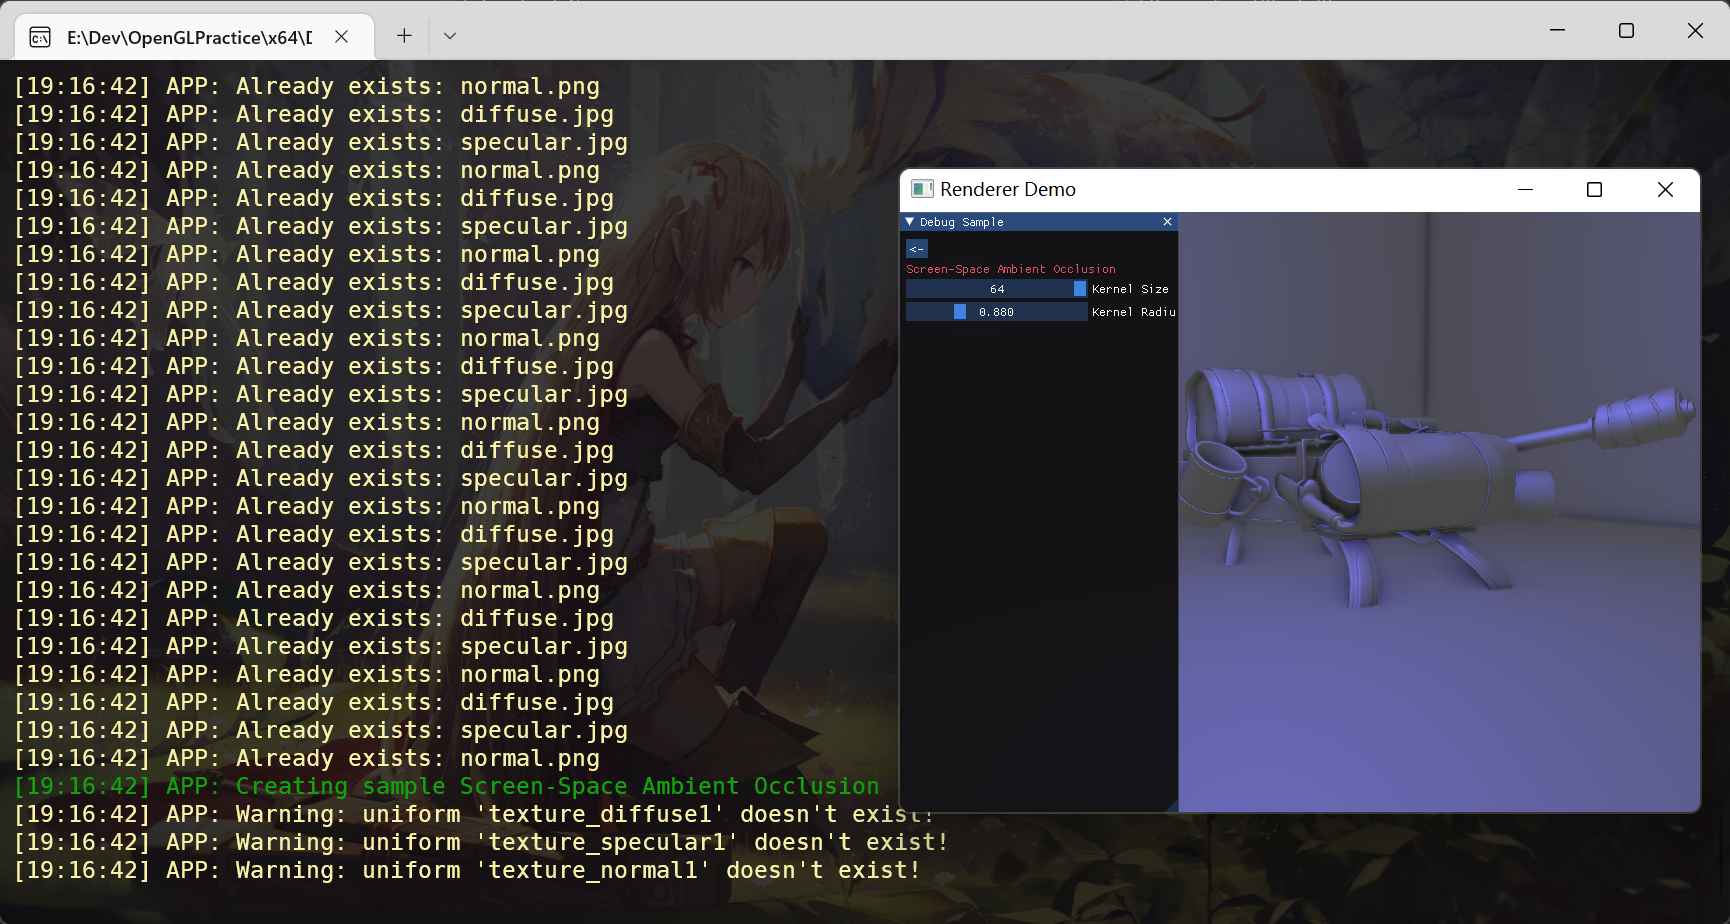 E:\Dev\OpenGLPractice\x64\D
[19:16:42] APP: Already exists: normal.png
[19:16:42] APP: Already exists: diffuse.jpg
[19:16:42] APP: Already exists: specular.jpg
[19:16:42] APP: Already exists: normal.png
[19:16:42] APP: Already exists: diffuse.jpg
[19:16:42] APP: Already exists: specular.jpg
[19:16:42] APP: Already exists: normal.png
[19:16:42] APP: Already exists: diffuse.jpg
[19:16:42] APP: Already exists: specular.jpg
[19:16:42] APP: Already exists: normal.png
[19:16:42] APP: Already exists: diffuse.jpg
[19:16:42] APP: Already exists: specular.jpg
[19:16:42] APP: Already exists: normal.png
[19:16:42] APP: Already exists: diffuse.jpg
[19:16:42] APP: Already exists: specular.jpg
[19:16:42] APP: Already exists: normal.png
[19:16:42] APP: Already exists: diffuse.jpg
[19:16:42] APP: Already exists: specular.jpg
[19:16:42] APP: Already exists: normal.png
[19:16:42] APP: Already exists: diffuse.jpg
[19:16:42] APP: Already exists: specular.jpg
[19:16:42] APP: Already exists: normal.png
[19:16:42] APP: Already exists: diffuse.jpg
[19:16:42] APP: Already exists: specular.jpg
[19:16:42] APP: Already exists: normal.png
[19:16:42] APP: Creating sample Screen-Space Ambient Occlusion
[19:16:42] APP: Warning: uniform 'texture_diffuse1' doesn't exist!
[19:16:42] APP: Warning: uniform 'texture_specular1' doesn't exist!
[19:16:42] APP: Warning: uniform 'texture_normal1' doesn't exist!
Renderer Demo
Debug Sample
<-
Screen-Space Ambient Occlusion
64 Kernel Size
0.880 Kernel Radiu